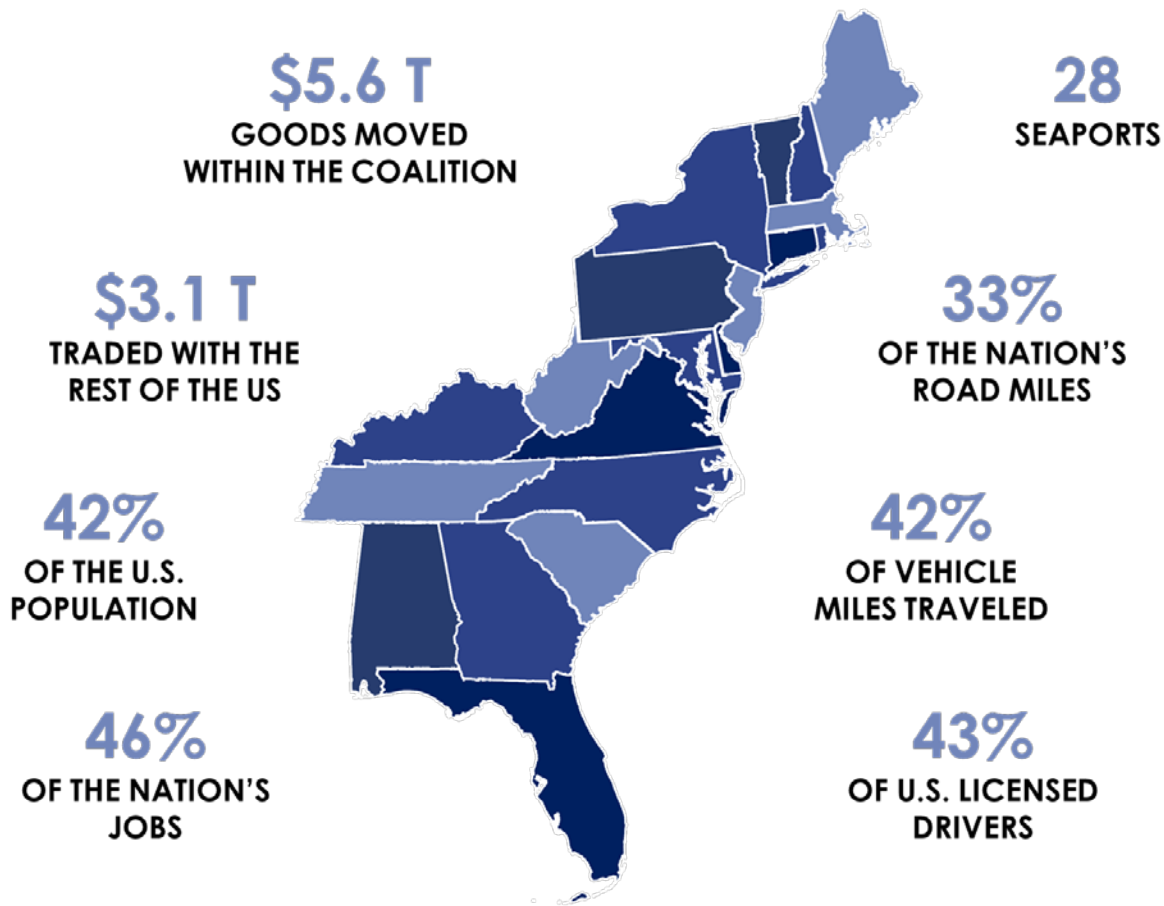 $5.6 T
GOODS MOVED
WITHIN THE COALITION
28
SEAPORTS
$3.1 T
TRADED WITH THE
REST OF THE US
33%
OF THE NATION'S
ROAD MILES
42%
OF THE U.S.
POPULATION
42%
OF VEHICLE
MILES TRAVELED
46%
OF THE NATION'S
JOBS
43%
OF U.S. LICENSED
DRIVERS